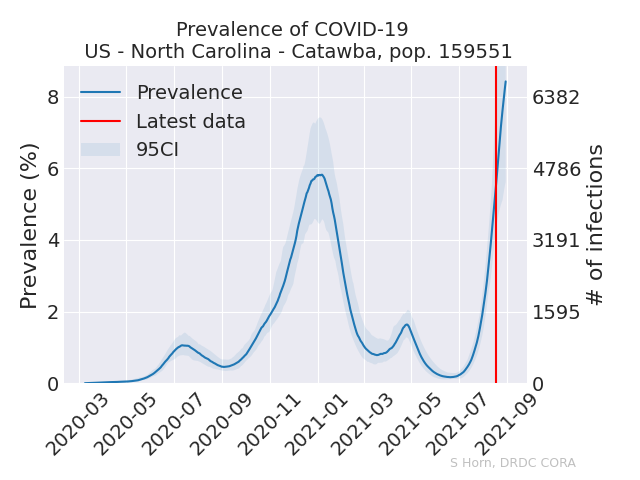 Prevalence of COVID-19
US - North Carolina - Catawba, pop. 159551
Prevalence
Latest data
95CI
Prevalence (%)
8
6
4
2
0
6382
4786
3191
1595
0
# of infections
2020-03
2020-05
2020-07
2020-09
2020-11
2021-01
2021-03
2021-05
2021-07
2021-09
S Horn, DRDC CORA